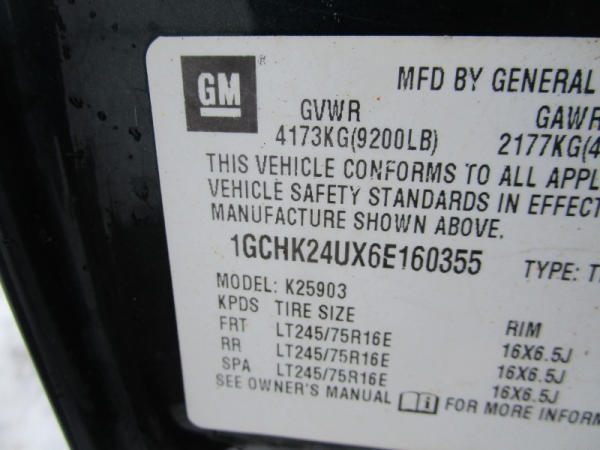 GM ®
MFD BY GENERAL
GVWR GAWR
4173KG(9200LB) 2177KG(4
THIS VEHICLE CONFORMS TO ALL APPL
VEHICLE SAFETY STANDARDS IN EFFECT
MANUFACTURE SHOWN ABOVE.
1GCHK24UX6E160355 TYPE: T
MODEL: K25903
KPDS TIRE SIZE RIM
FRT LT245/75R16E 16X6.5J
RR LT245/75R16E 16X6.5J
SPA LT245/75R16E 16X6.5J
SEE OWNER'S MANUAL i FOR MORE INFORM